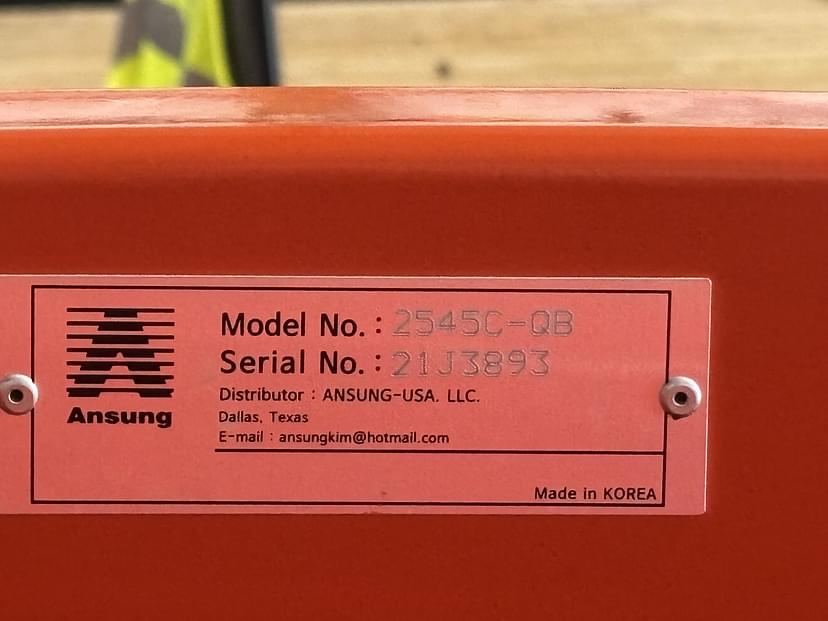 Ansung
Model No. : 2545C-QB
Serial No. : 21J3893
Distributor : ANSUNG-USA. LLC.
Dallas, Texas
E-mail : ansungkim@hotmail.com
Made in KOREA